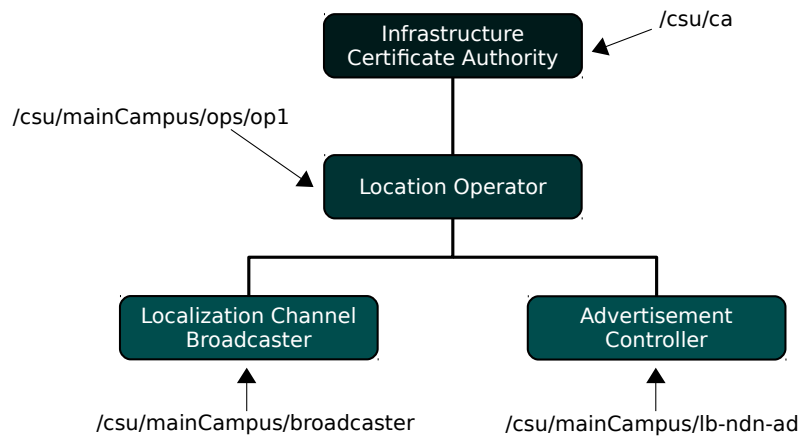 Infrastructure
Certificate Authority
/csu/ca
/csu/mainCampus/ops/op1
Location Operator
Localization Channel
Broadcaster
Advertisement
Controller
/csu/mainCampus/broadcaster
/csu/mainCampus/lb-ndn-ad